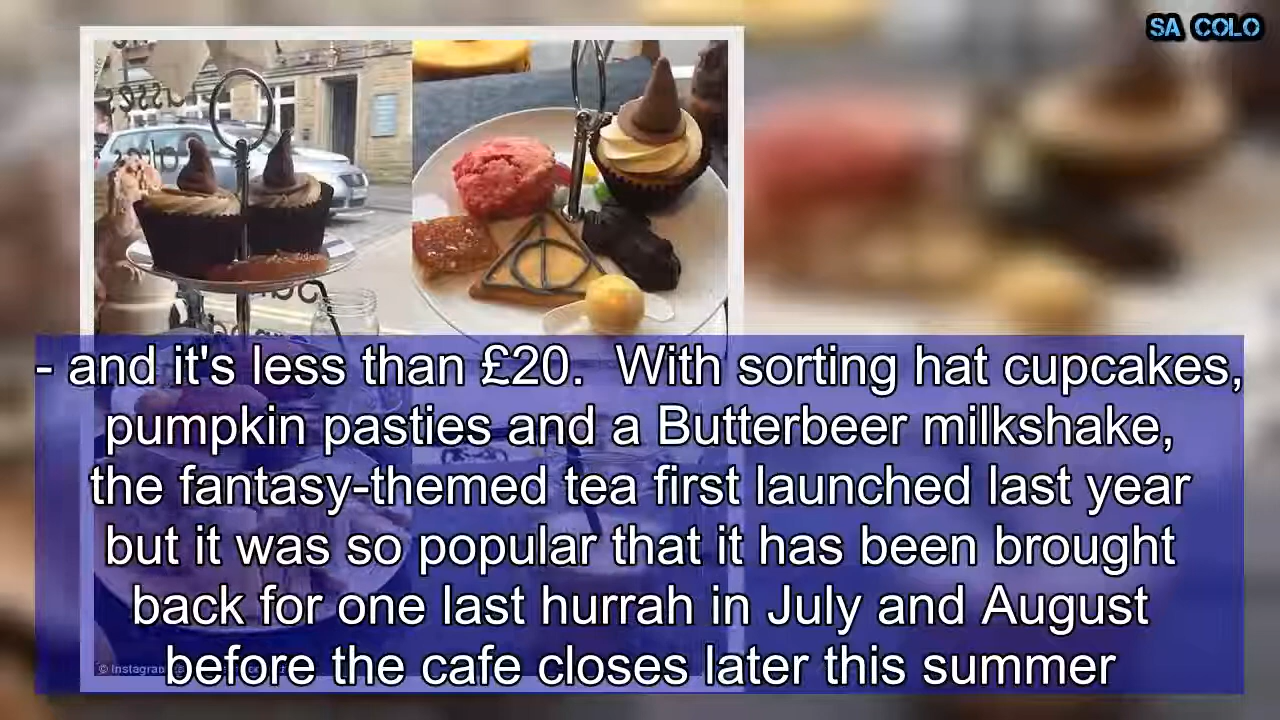 SA COLO
- and it's less than £20.  With sorting hat cupcakes,
pumpkin pasties and a Butterbeer milkshake,
the fantasy-themed tea first launched last year
but it was so popular that it has been brought
back for one last hurrah in July and August
before the cafe closes later this summer
© Instagram